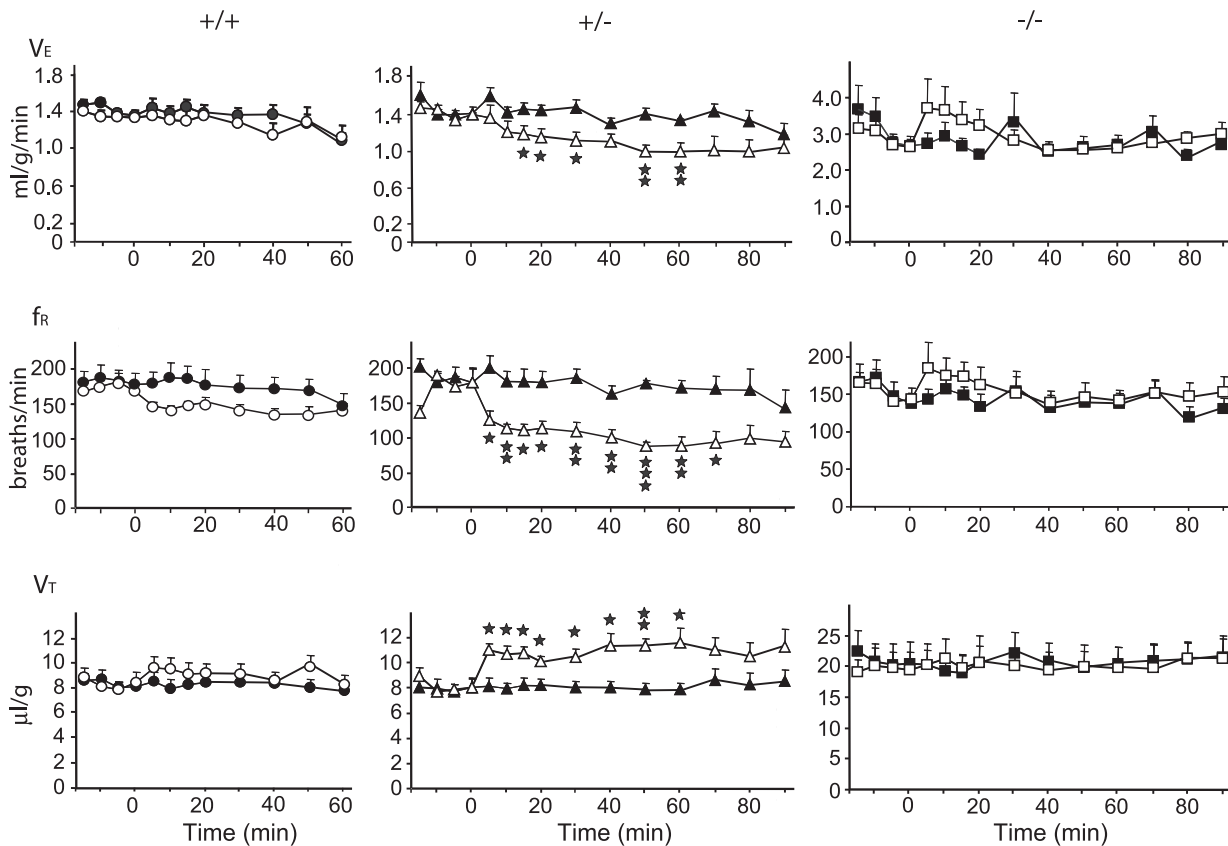 +/+ +/- -/-
VE
ml/g/min
1.8 1.4 1.0 0.6 0.2 0
0 20 40 60
1.8 1.4 1.0 0.6 0.2 0
0 20 40 60 80
4.0 3.0 2.0 1.0 0
0 20 40 60 80
fR
breaths/min
200 150 100 50 0
0 20 40 60
200 150 100 50 0
0 20 40 60 80
200 150 100 50 0
0 20 40 60 80
VT
µl/g
12 10 8 6 4 2 0
0 20 40 60
Time (min)
12 10 8 6 4 2 0
0 20 40 60 80
Time (min)
25 20 15 10 5 0
0 20 40 60 80
Time (min)